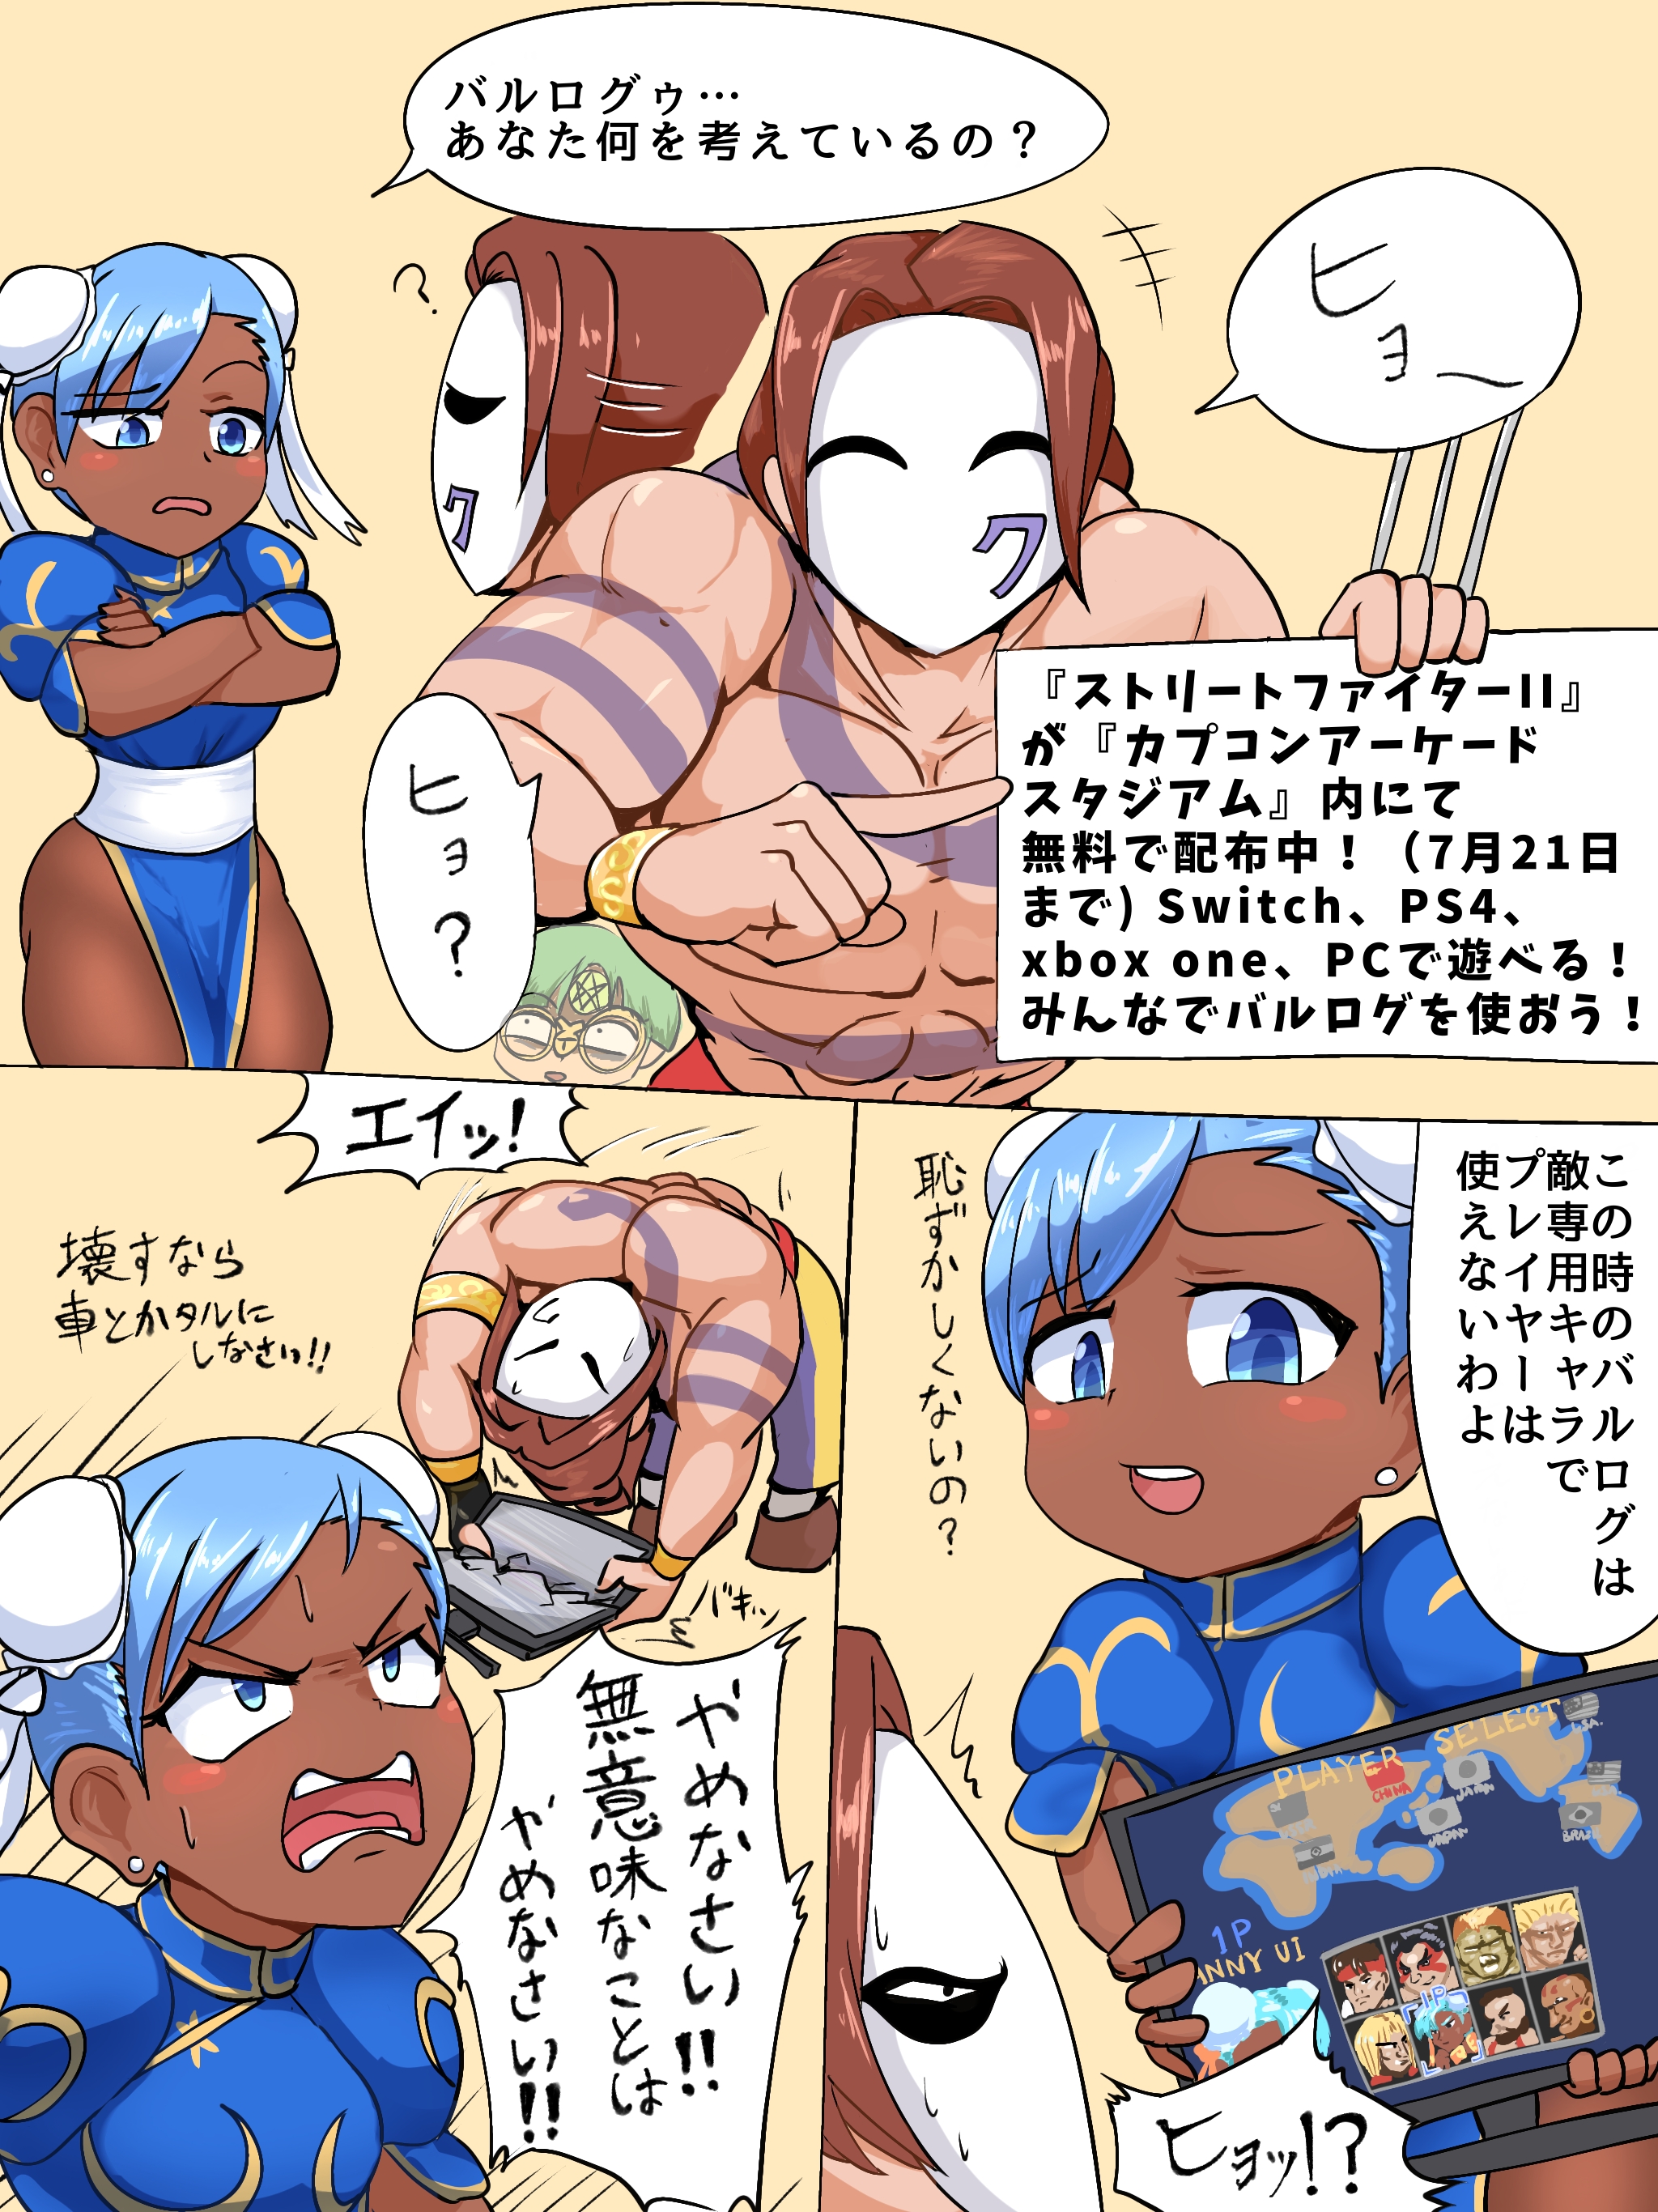 バルログゥ…
あなた何を考えているの？
ヒョ〜
?
ク
ク
ヒョ?
『ストリートファイターII』
が『カプコンアーケード
スタジアム』内にて
無料で配布中！（7月21日
まで) Switch、PS4、
xbox one、PCで遊べる！
みんなでバルログを使おう！
この時のバルログは
敵専用キャラで
プレイヤーは
使えないわよ
恥ずかしくないの?
PLAYER SELECT
U.S.A.
CHINA
JAPAN
JAPAN
BRAZIL
1P
ANNY UI
1P
ヒョッ!?
エイッ!
壊すなら
車とかタルに
しなさい!!
バキッ
やめなさい!!
無意味なことは
やめなさい!!